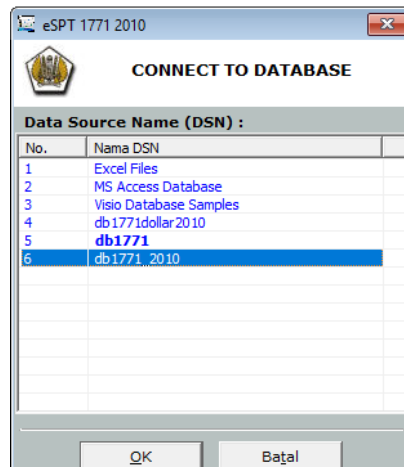 eSPT 1771 2010
CONNECT TO DATABASE
Data Source Name (DSN) :
No. Nama DSN
1 Excel Files
2 MS Access Database
3 Visio Database Samples
4 db1771dollar2010
5 db1771
6 db1771_2010
OK Batal